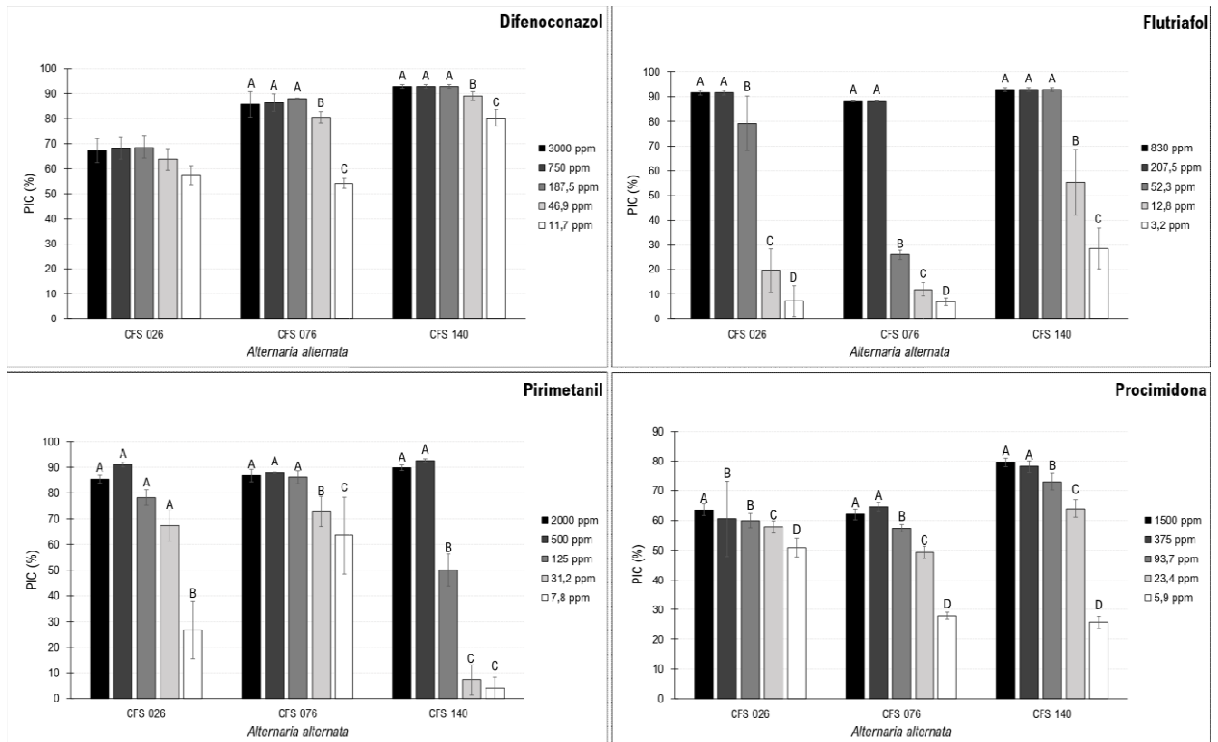 Difenoconazol
100
90
80
70
60
50
40
30
20
10
0
PIC (%)
A A A B C
A A A B C
CFS 026 CFS 076 CFS 140
Alternaria alternata
3000 ppm
750 ppm
187,5 ppm
46,9 ppm
11,7 ppm
Flutriafol
100
90
80
70
60
50
40
30
20
10
0
PIC (%)
A A B C D
A A B C D
A A A B C
CFS 026 CFS 076 CFS 140
Alternaria alternata
830 ppm
207,5 ppm
52,3 ppm
12,8 ppm
3,2 ppm
Pirimetanil
100
90
80
70
60
50
40
30
20
10
0
PIC (%)
A A A A B
A A A B C
A A B C C
CFS 026 CFS 076 CFS 140
Alternaria alternata
2000 ppm
500 ppm
125 ppm
31,2 ppm
7,8 ppm
Procimidona
90
80
70
60
50
40
30
20
10
0
PIC (%)
A B B C D
A A B C D
A A B C D
CFS 026 CFS 076 CFS 140
Alternaria alternata
1500 ppm
375 ppm
93,7 ppm
23,4 ppm
5,9 ppm